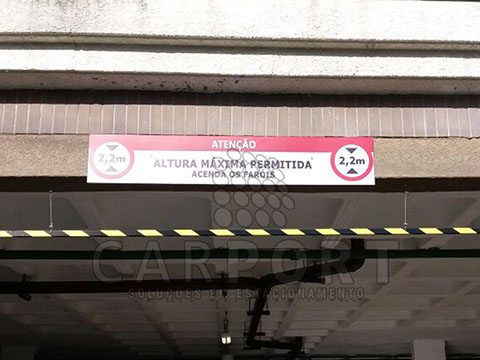 ATENÇÃO
2,2m
"ALTURA MÁXIMA PERMITIDA"
2,2m
ACENDA OS FARÓIS
CARPORT
SOLUÇÕES EM ESTACIONAMENTO